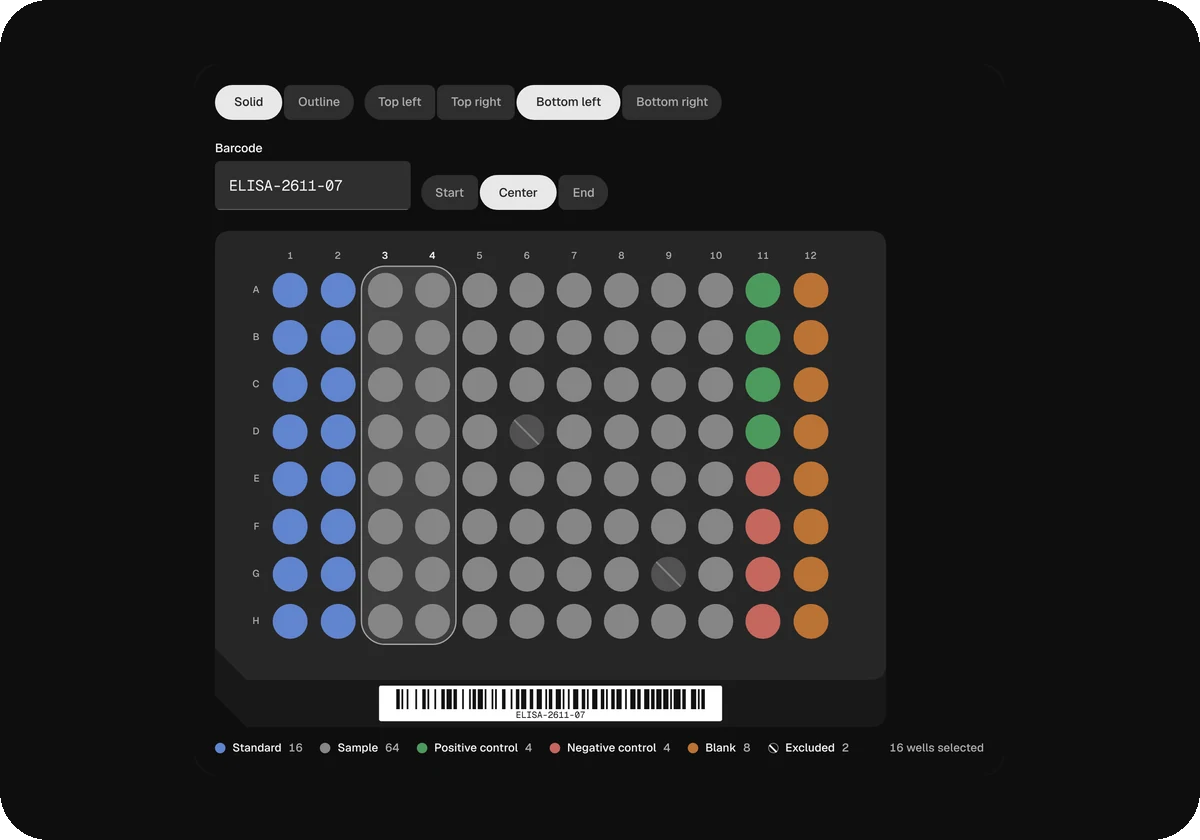 Solid Outline Top left Top right Bottom left Bottom right
Barcode
ELISA-2611-07
Start Center End
1 2 3 4 5 6 7 8 9 10 11 12
A
B
C
D
E
F
G
H
ELISA-2611-07
Standard 16 Sample 64 Positive control 4 Negative control 4 Blank 8 Excluded 2 16 wells selected